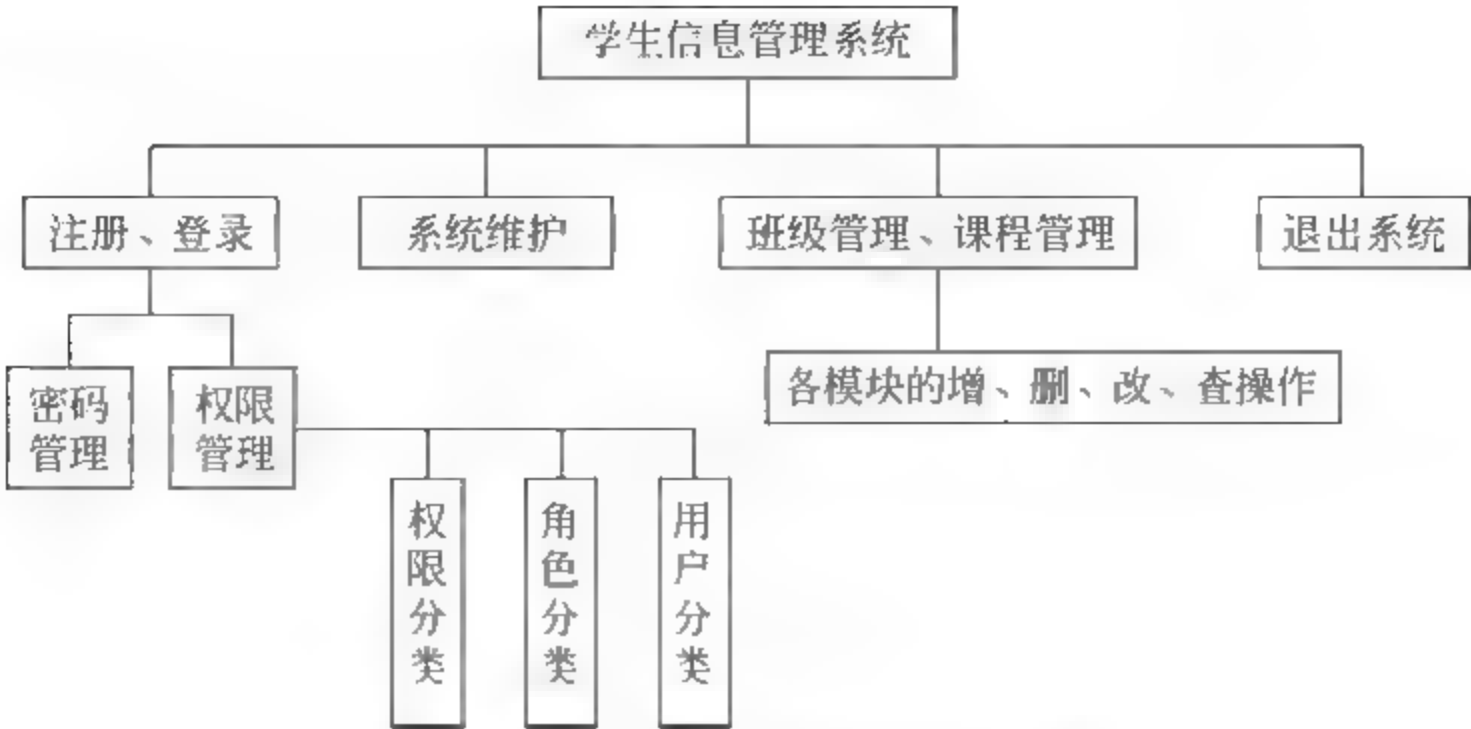 学生信息管理系统
注册、登录
系统维护
班级管理、课程管理
退出系统
密码
管理
权限
管理
各模块的增、删、改、查操作
权限分类
角色分类
用户分类